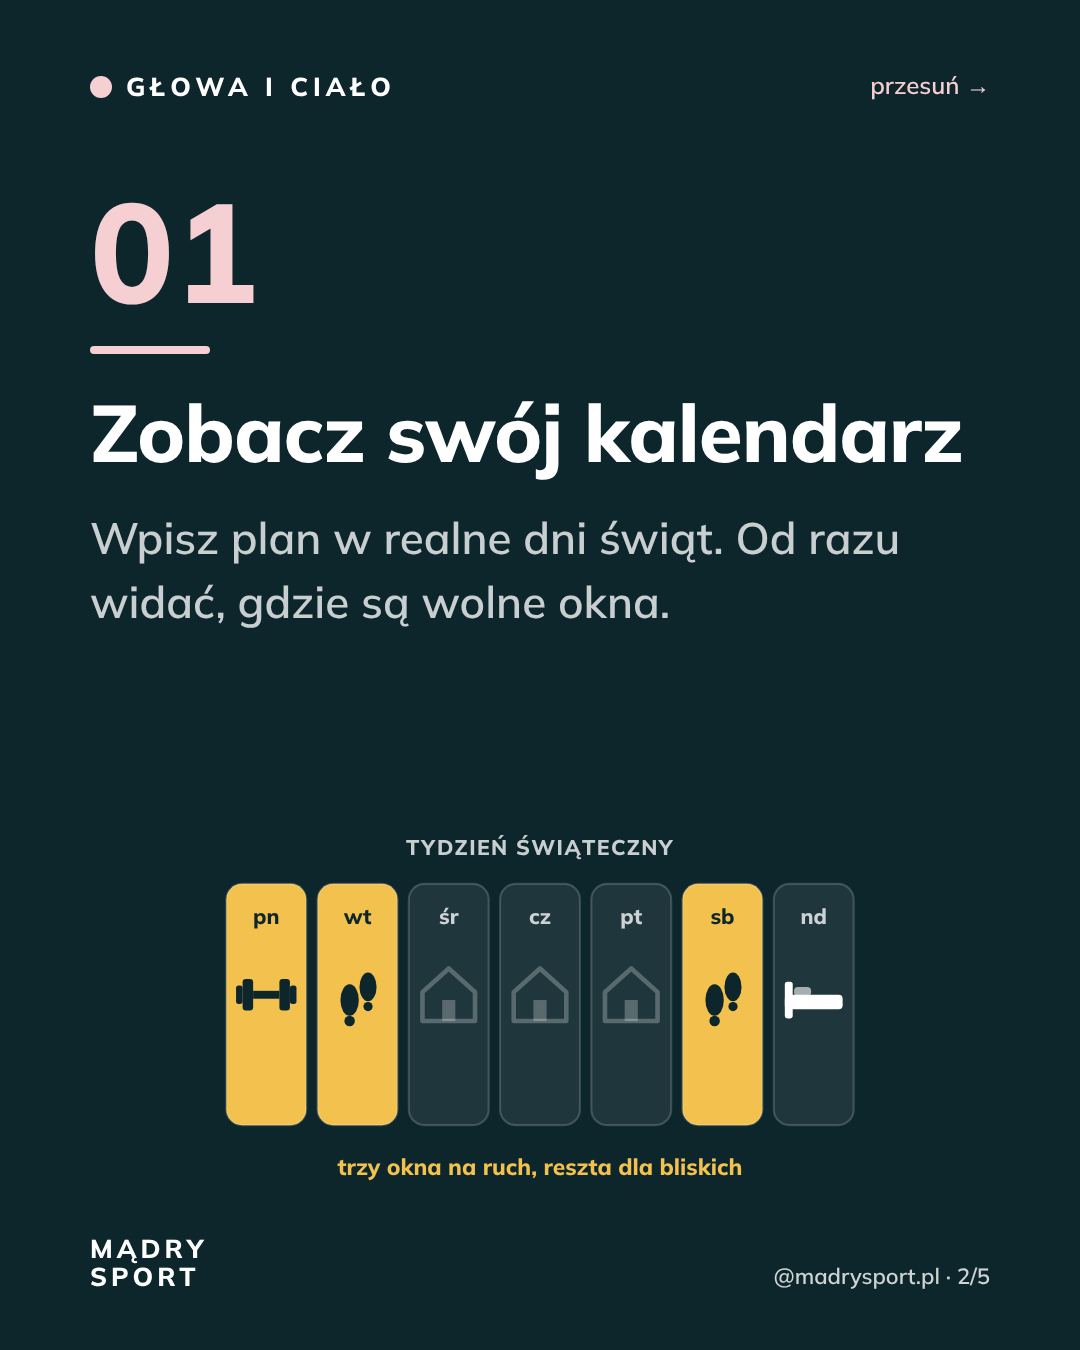 GŁOWA I CIAŁO
przesuń →
01
Zobacz swój kalendarz
Wpisz plan w realne dni świąt. Od razu
widać, gdzie są wolne okna.
TYDZIEŃ ŚWIĄTECZNY
pn wt śr cz pt sb nd
trzy okna na ruch, reszta dla bliskich
MĄDRY
SPORT
@madrysport.pl · 2/5